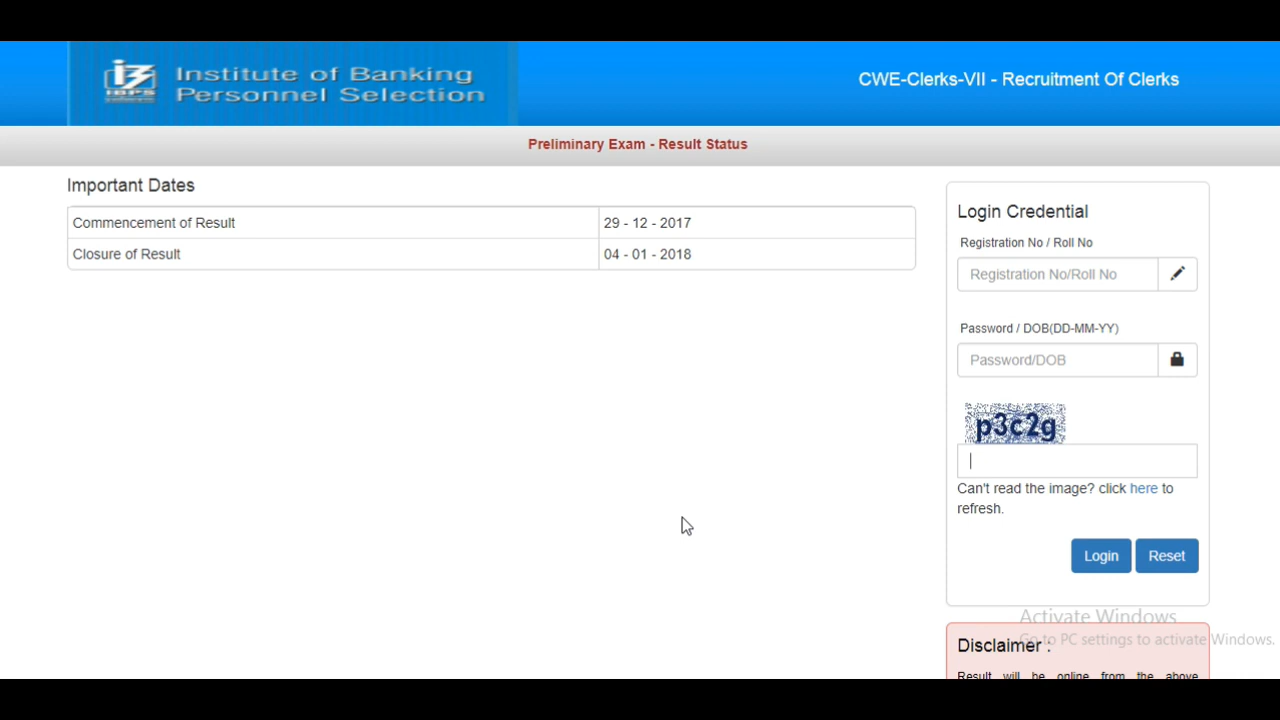 IBPS
Institute of Banking
Personnel Selection
CWE-Clerks-VII - Recruitment Of Clerks
Preliminary Exam - Result Status
Important Dates
Commencement of Result 29 - 12 - 2017
Closure of Result 04 - 01 - 2018
Login Credential
Registration No / Roll No
Registration No/Roll No
Password / DOB(DD-MM-YY)
Password/DOB
p3c2g
Can't read the image? click here to
refresh.
Login Reset
Activate Windows
Go to PC settings to activate Windows.
Disclaimer :
Result will be online from the above